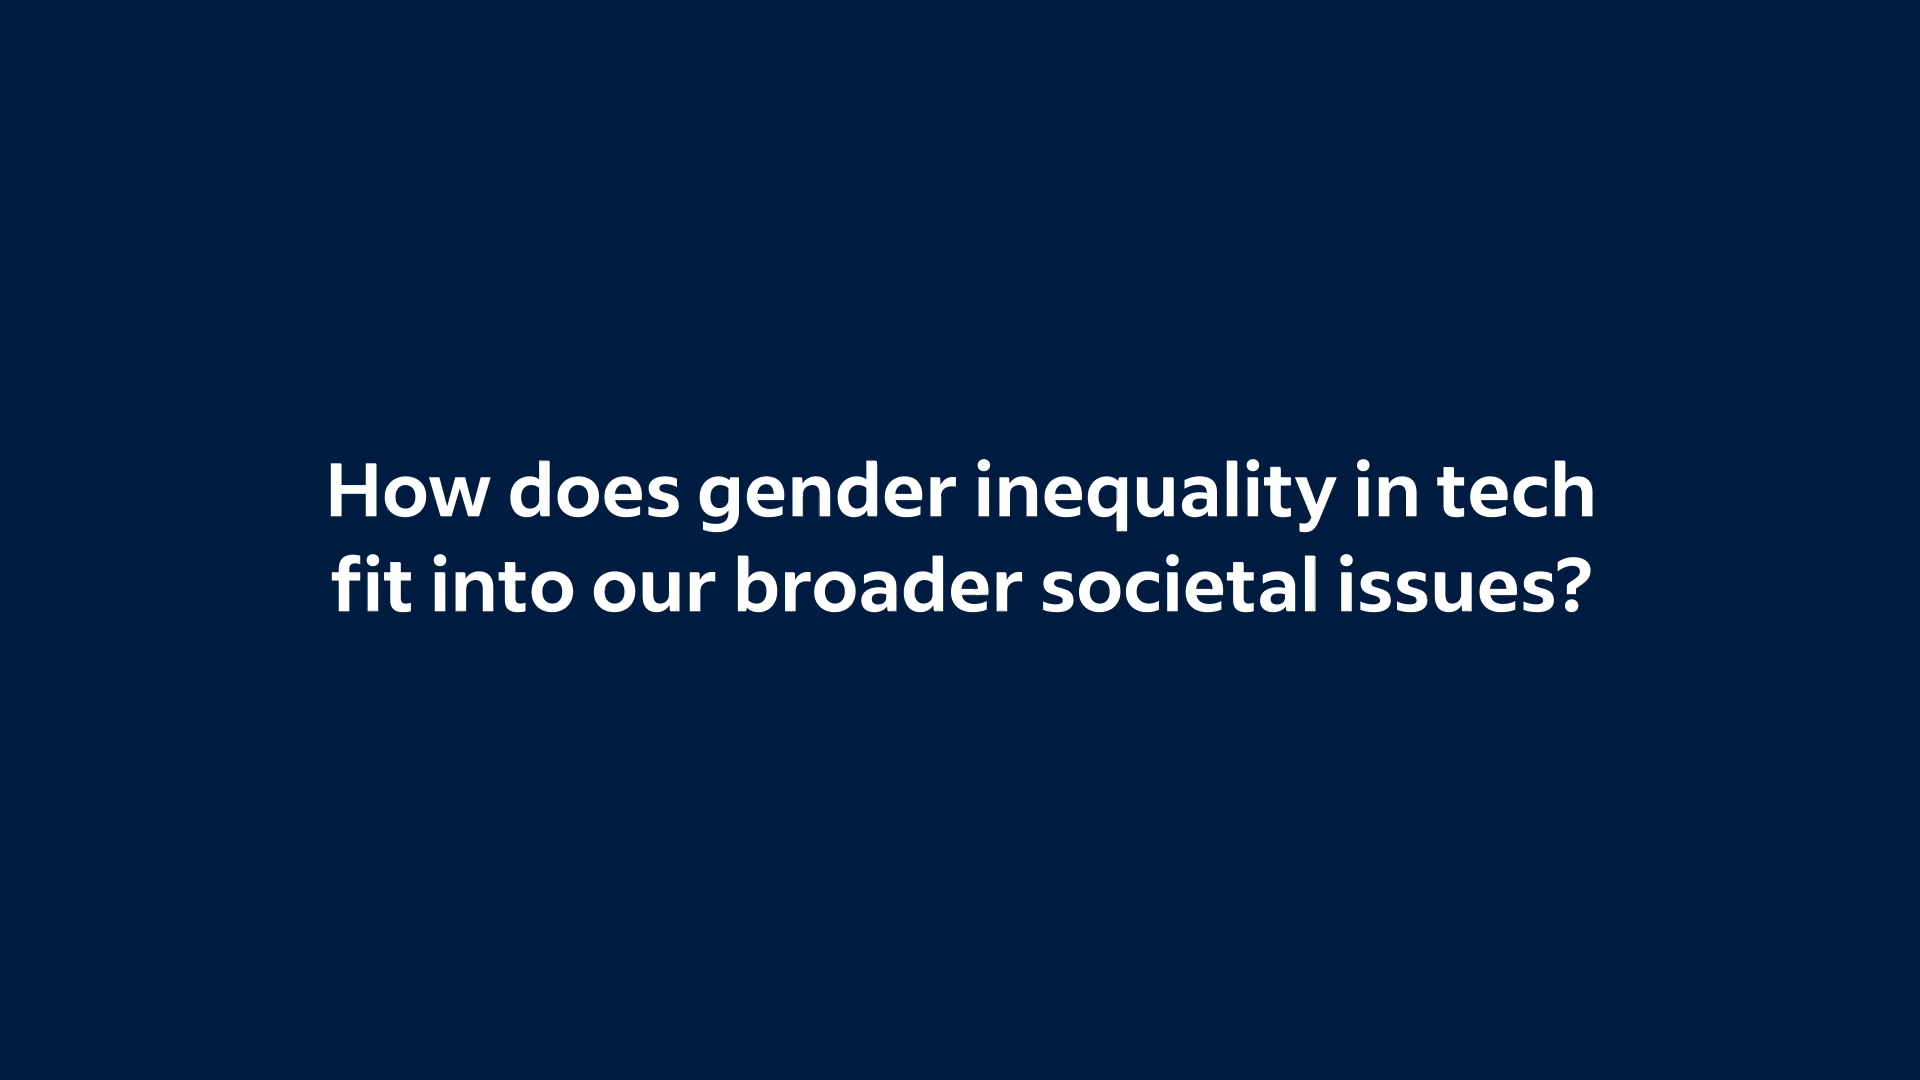 How does gender inequality in tech
fit into our broader societal issues?